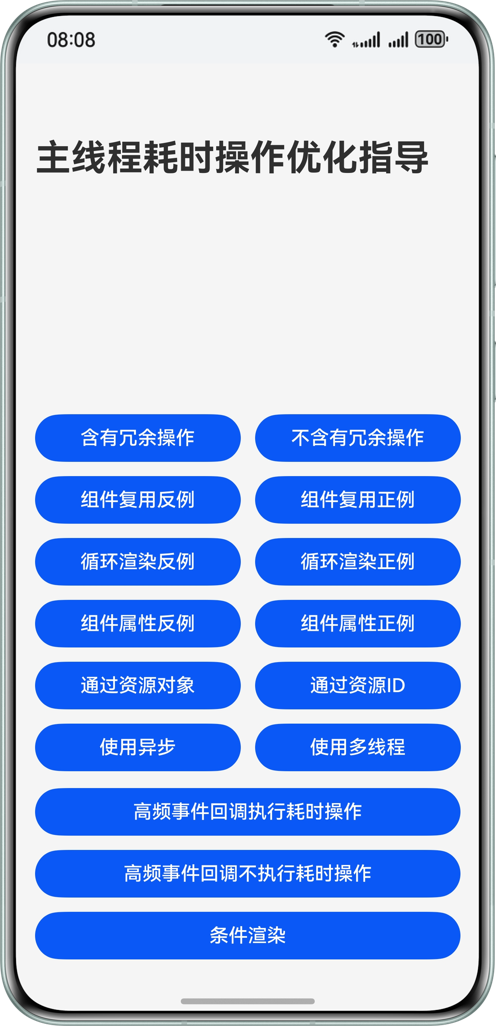 08:08
100
主线程耗时操作优化指导
含有冗余操作
不含有冗余操作
组件复用反例
组件复用正例
循环渲染反例
循环渲染正例
组件属性反例
组件属性正例
通过资源对象
通过资源ID
使用异步
使用多线程
高频事件回调执行耗时操作
高频事件回调不执行耗时操作
条件渲染